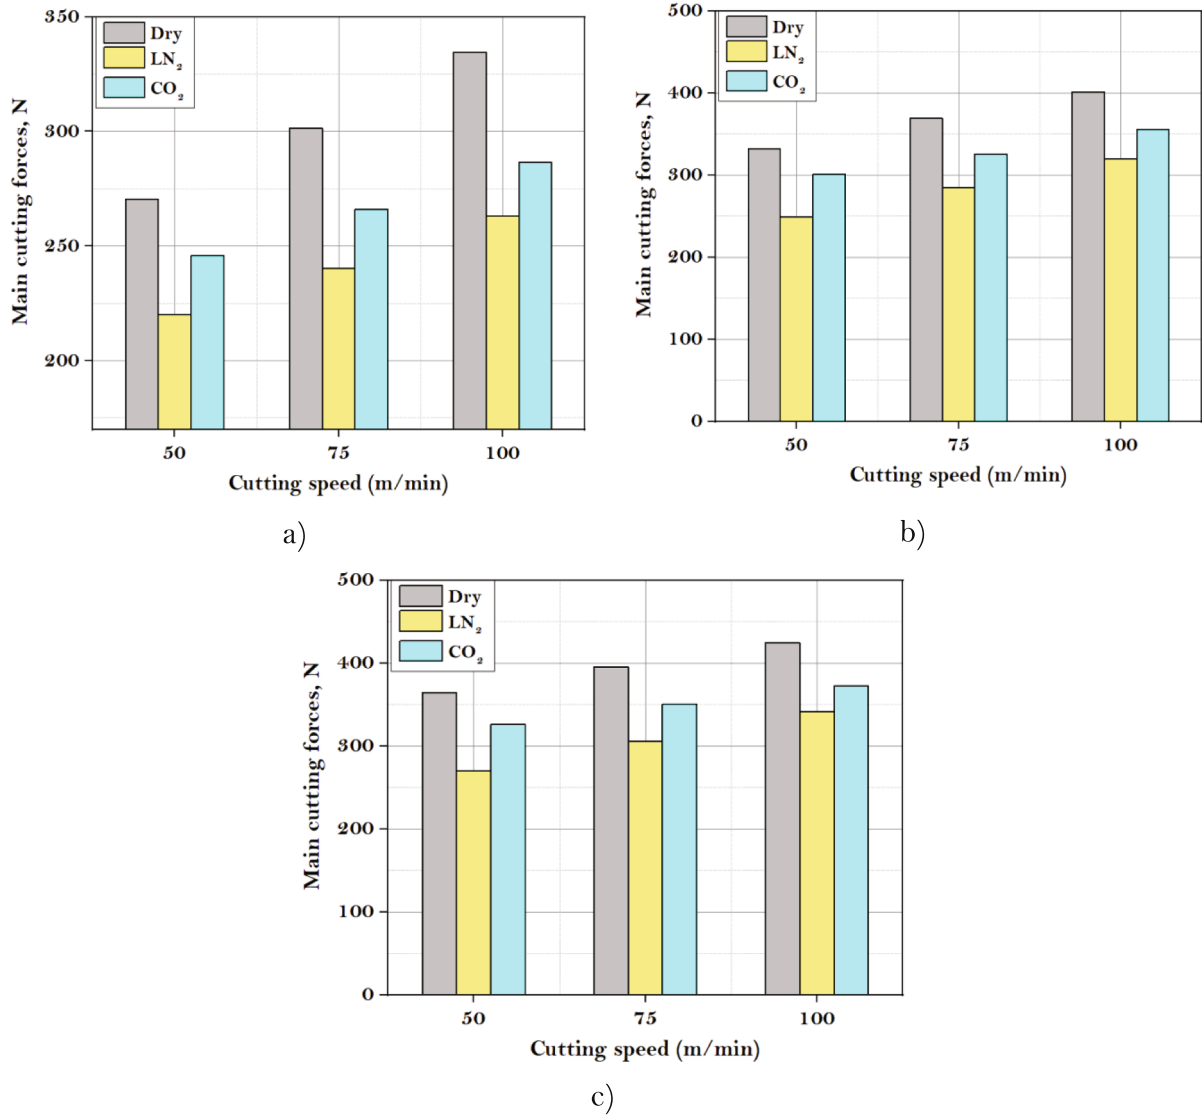 350
300
250
200
Main cutting forces, N
Dry
LN₂
CO₂
50 75 100
Cutting speed (m/min)
a)
500
400
300
200
100
0
Main cutting forces, N
Dry
LN₂
CO₂
50 75 100
Cutting speed (m/min)
b)
500
400
300
200
100
0
Main cutting forces, N
Dry
LN₂
CO₂
50 75 100
Cutting speed (m/min)
c)